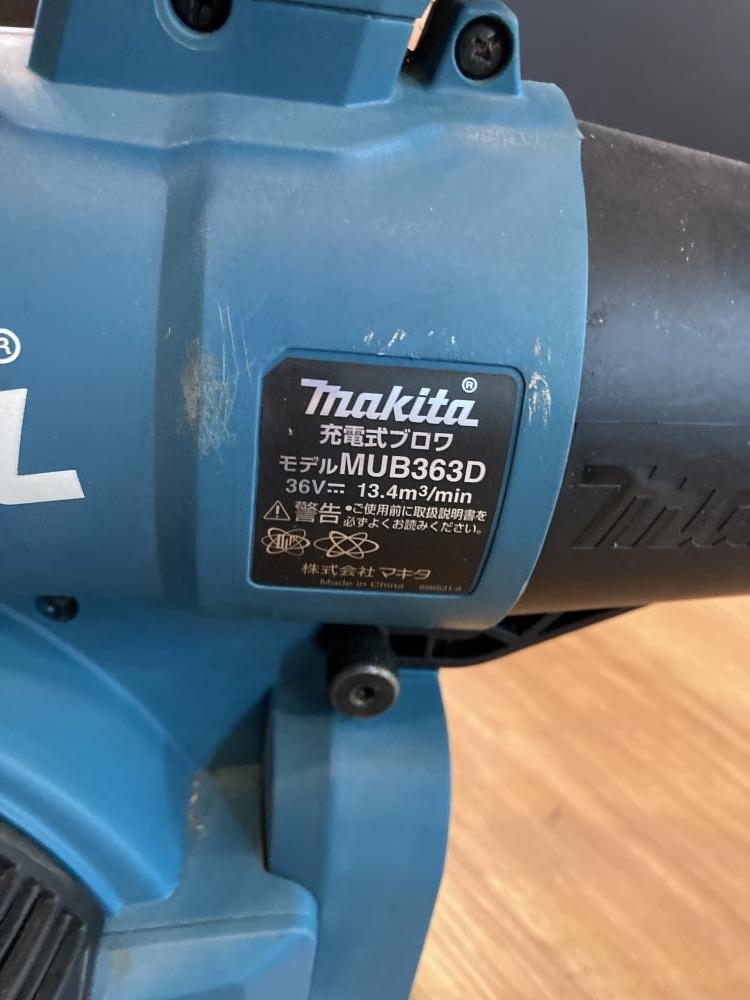 ®
L
makita®
充電式ブロワ
モデルMUB363D
36V⎓ 13.4m³/min
⚠警告 •ご使用前に取扱説明書を
必ずよくお読みください。
株式会社 マキタ
Made in China